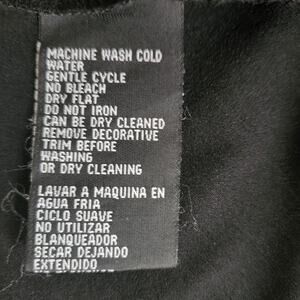 MACHINE WASH COLD
WATER
GENTLE CYCLE
NO BLEACH
DRY FLAT
DO NOT IRON
CAN BE DRY CLEANED
REMOVE DECORATIVE
TRIM BEFORE
WASHING
OR DRY CLEANING
LAVAR A MAQUINA EN
AGUA FRIA
CICLO SUAVE
NO UTILIZAR
BLANQUEADOR
SECAR DEJANDO
EXTENDIDO